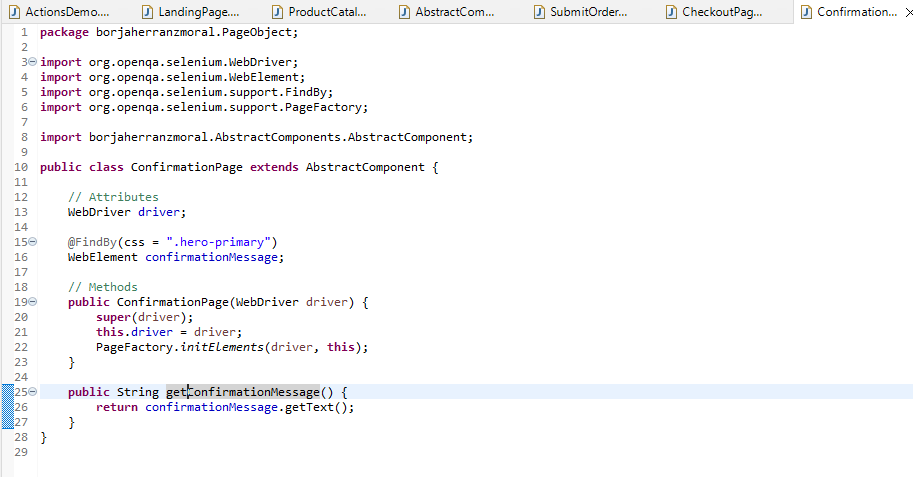 ActionsDemo.... LandingPage.... ProductCatal... AbstractCom... SubmitOrder... CheckoutPag... Confirmation...
1 package borjaherranzmoral.PageObject;
2
3 import org.openqa.selenium.WebDriver;
4 import org.openqa.selenium.WebElement;
5 import org.openqa.selenium.support.FindBy;
6 import org.openqa.selenium.support.PageFactory;
7
8 import borjaherranzmoral.AbstractComponents.AbstractComponent;
9
10 public class ConfirmationPage extends AbstractComponent {
11
12     // Attributes
13     WebDriver driver;
14
15     @FindBy(css = ".hero-primary")
16     WebElement confirmationMessage;
17
18     // Methods
19     public ConfirmationPage(WebDriver driver) {
20         super(driver);
21         this.driver = driver;
22         PageFactory.initElements(driver, this);
23     }
24
25     public String getConfirmationMessage() {
26         return confirmationMessage.getText();
27     }
28 }
29